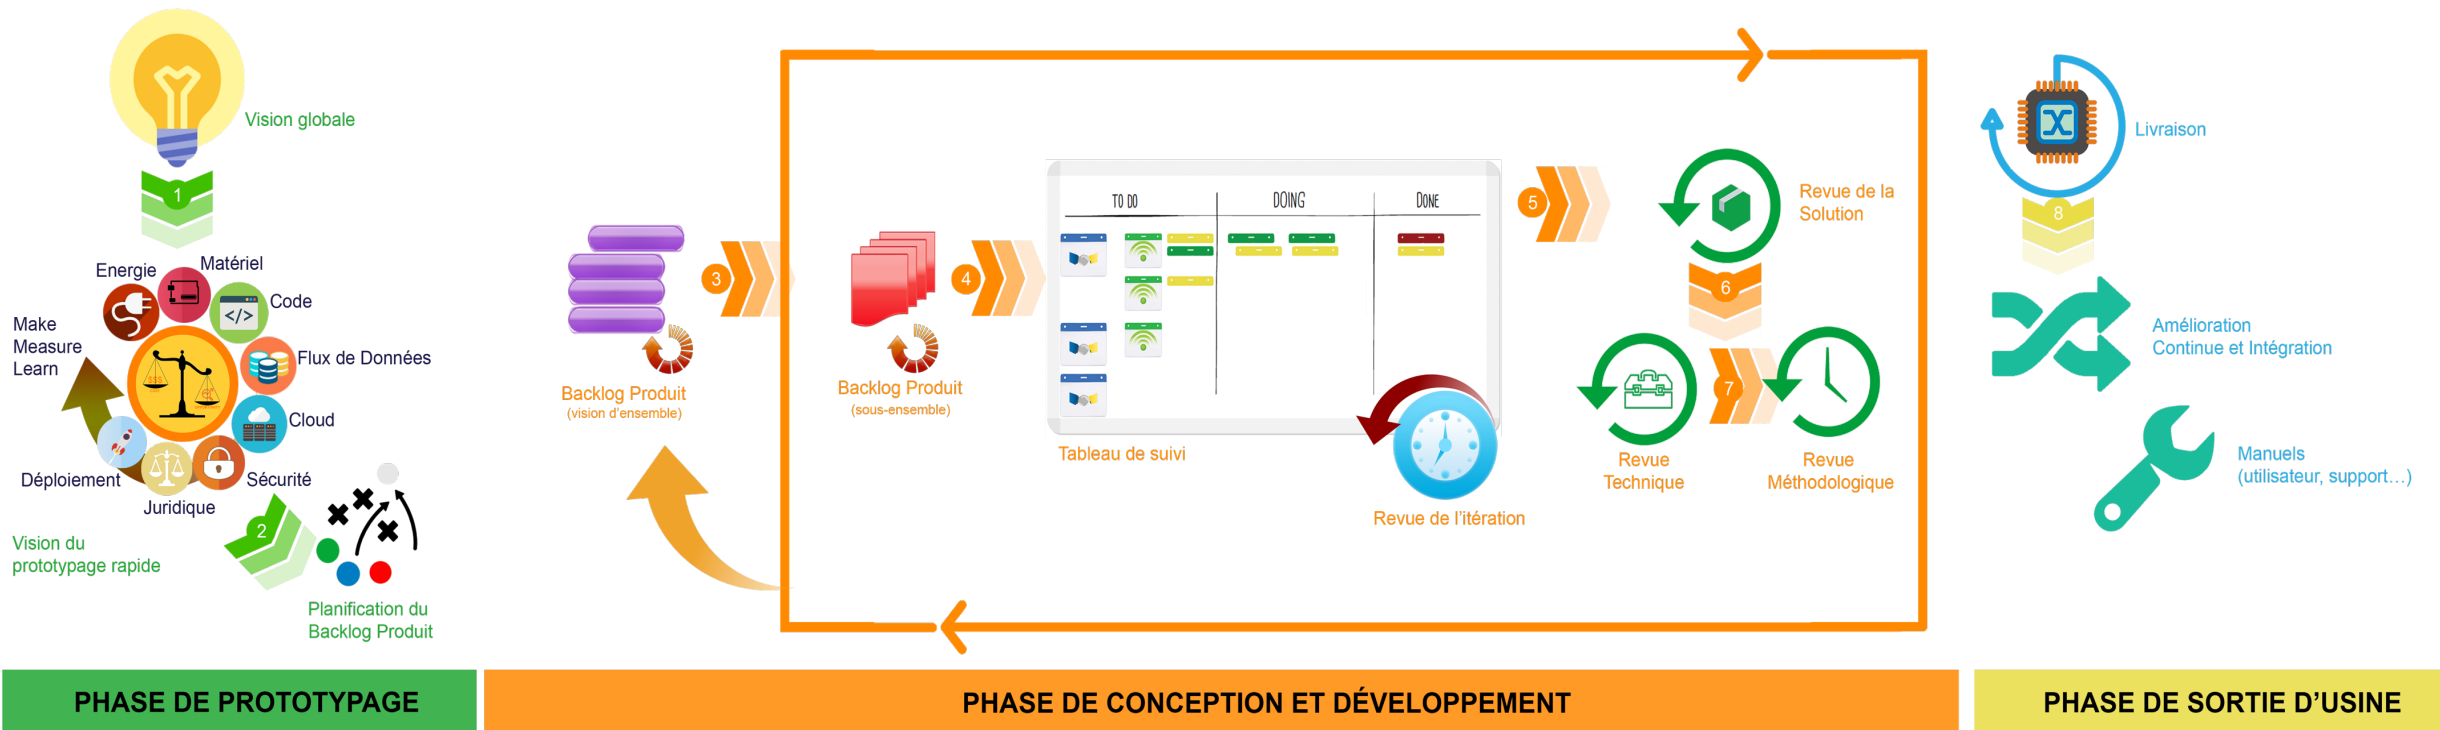 Vision globale
1
Energie
Matériel
Code
Make
Measure
Learn
Flux de Données
$$$
Cloud
Déploiement
Sécurité
Juridique
2
Vision du
prototypage rapide
Planification du
Backlog Produit
PHASE DE PROTOTYPAGE
Backlog Produit
(vision d'ensemble)
3
Backlog Produit
(sous-ensemble)
4
TO DO
DOING
DONE
Tableau de suivi
Revue de l'itération
5
Revue de la
Solution
6
Revue
Technique
7
Revue
Méthodologique
PHASE DE CONCEPTION ET DÉVELOPPEMENT
Livraison
8
Amélioration
Continue et Intégration
Manuels
(utilisateur, support...)
PHASE DE SORTIE D'USINE